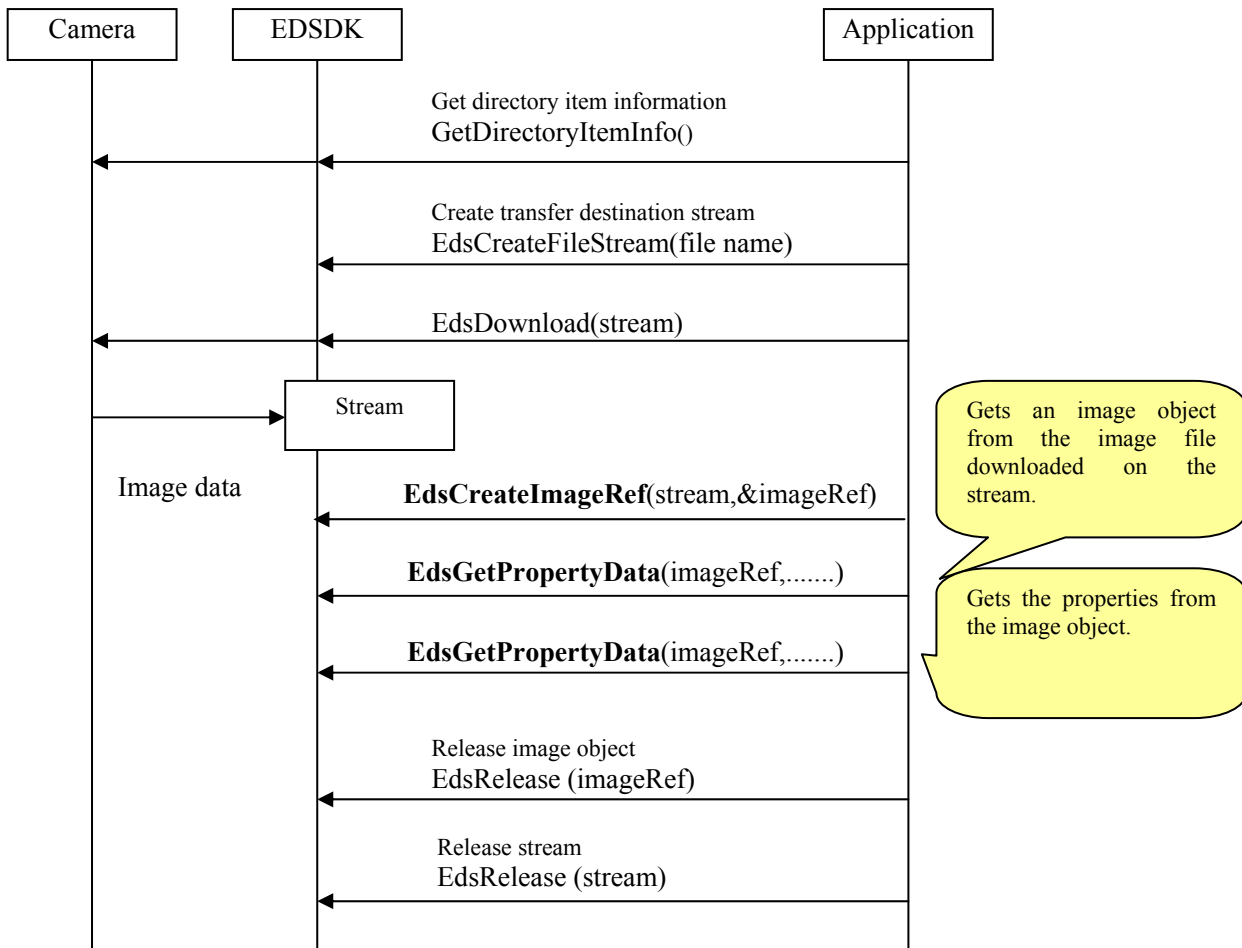 Camera
EDSDK
Application
Get directory item information
GetDirectoryItemInfo()
Create transfer destination stream
EdsCreateFileStream(file name)
EdsDownload(stream)
Stream
Gets an image object
from the image file
downloaded on the
stream.
Image data
EdsCreateImageRef(stream,&imageRef)
EdsGetPropertyData(imageRef,.......)
Gets the properties from
the image object.
EdsGetPropertyData(imageRef,.......)
Release image object
EdsRelease (imageRef)
Release stream
EdsRelease (stream)